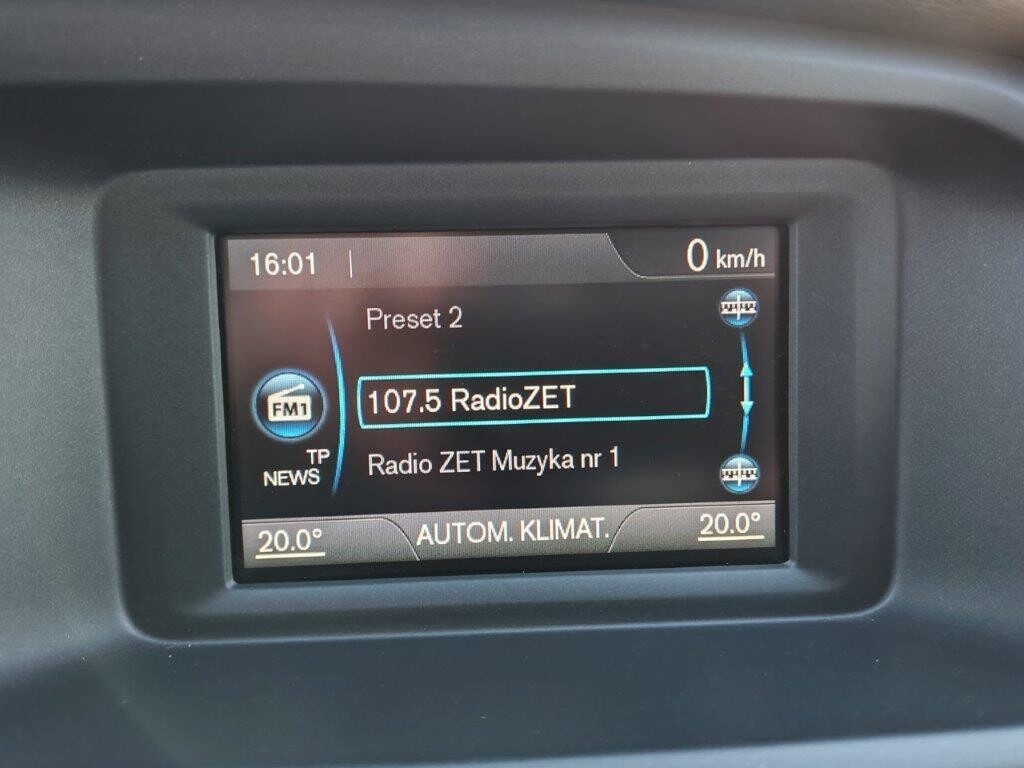 16:01
0 km/h
Preset 2
FM1
107.5 RadioZET
TP
NEWS
Radio ZET Muzyka nr 1
20.0°
AUTOM. KLIMAT.
20.0°